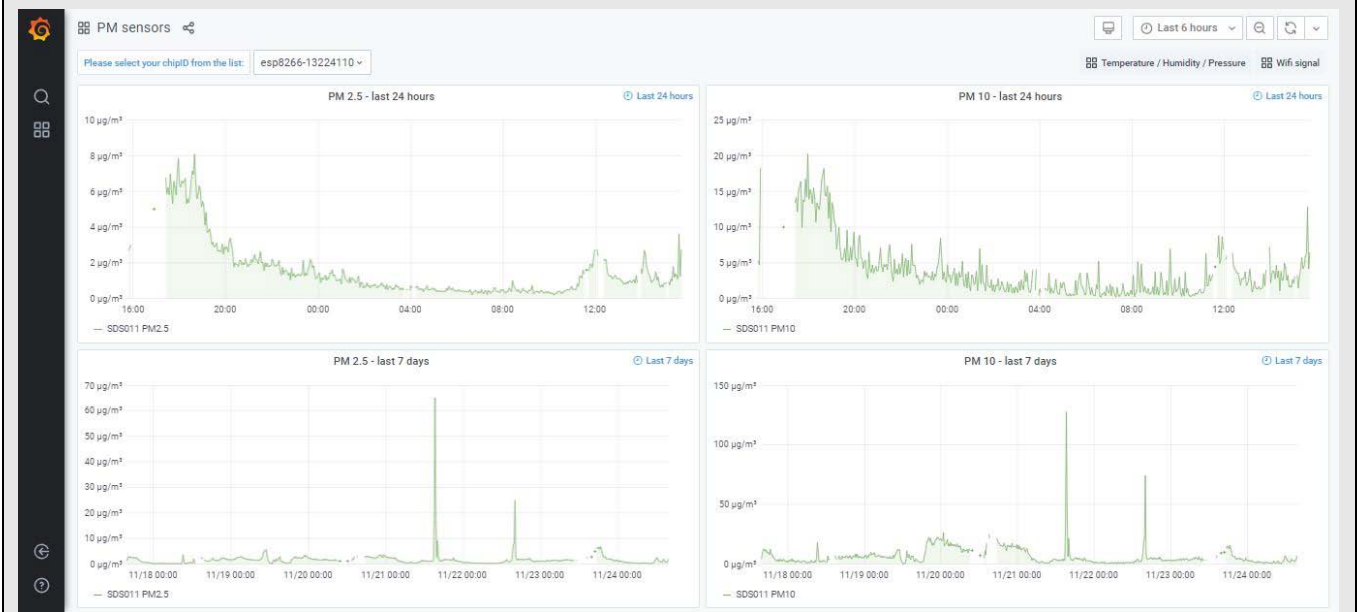 PM sensors
Last 6 hours
Please select your chipID from the list: esp8266-13224110
Temperature / Humidity / Pressure Wifi signal
PM 2.5 - last 24 hours Last 24 hours
10 µg/m³
8 µg/m³
6 µg/m³
4 µg/m³
2 µg/m³
0 µg/m³
16:00 20:00 00:00 04:00 08:00 12:00
SDS011 PM2.5
PM 10 - last 24 hours Last 24 hours
25 µg/m³
20 µg/m³
15 µg/m³
10 µg/m³
5 µg/m³
0 µg/m³
16:00 20:00 00:00 04:00 08:00 12:00
SDS011 PM10
PM 2.5 - last 7 days Last 7 days
70 µg/m³
60 µg/m³
50 µg/m³
40 µg/m³
30 µg/m³
20 µg/m³
10 µg/m³
0 µg/m³
11/18 00:00 11/19 00:00 11/20 00:00 11/21 00:00 11/22 00:00 11/23 00:00 11/24 00:00
SDS011 PM2.5
PM 10 - last 7 days Last 7 days
150 µg/m³
100 µg/m³
50 µg/m³
0 µg/m³
11/18 00:00 11/19 00:00 11/20 00:00 11/21 00:00 11/22 00:00 11/23 00:00 11/24 00:00
SDS011 PM10